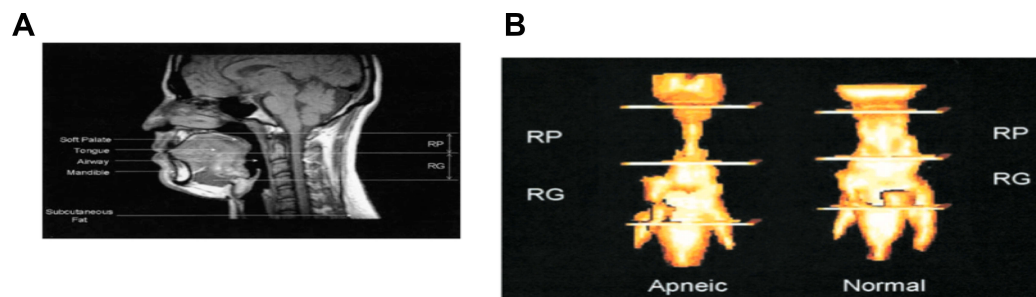 A
B
Soft Palate
Tongue
Airway
Mandible
Subcutaneous
Fat
RP
RG
RP
RG
RP
RG
Apneic
Normal